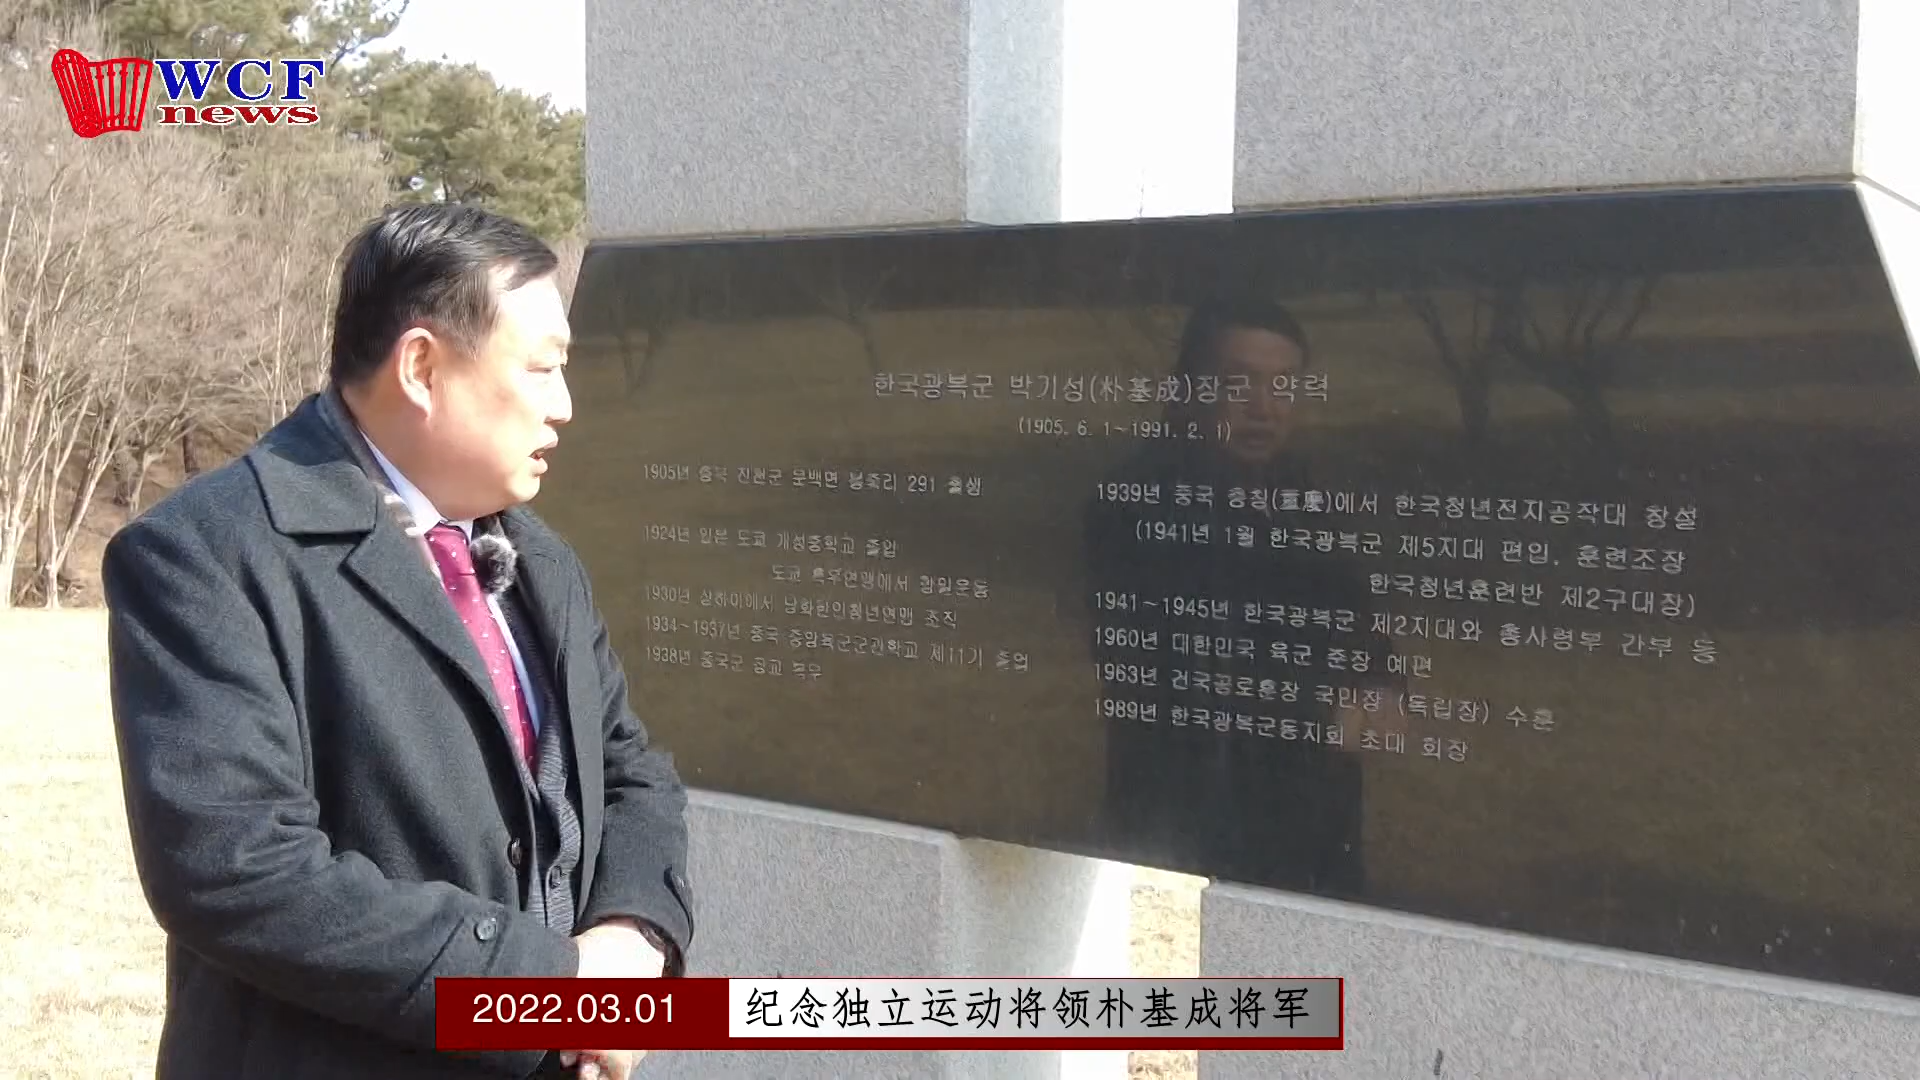 WCF
news
한국광복군 박기성(朴基成)장군 약력
(1905. 6. 1~1991. 2. 1)
1905년 충북 진천군 문백면 봉죽리 291 출생
1924년 일본 도쿄 개성중학교 졸업
도쿄 흑우연맹에서 항일운동
1930년 상하이에서 남화한인청년연맹 조직
1934~1937년 중국 중앙육군군관학교 제11기 졸업
1938년 중국군 장교 복무
1939년 중국 충칭(重慶)에서 한국청년전지공작대 창설
(1941년 1월 한국광복군 제5지대 편입, 훈련조장
한국청년훈련반 제2구대장)
1941~1945년 한국광복군 제2지대와 총사령부 간부 등
1960년 대한민국 육군 준장 예편
1963년 건국공로훈장 국민장 (독립장) 수훈
1989년 한국광복군동지회 초대 회장
2022.03.01 纪念独立运动将领朴基成将军